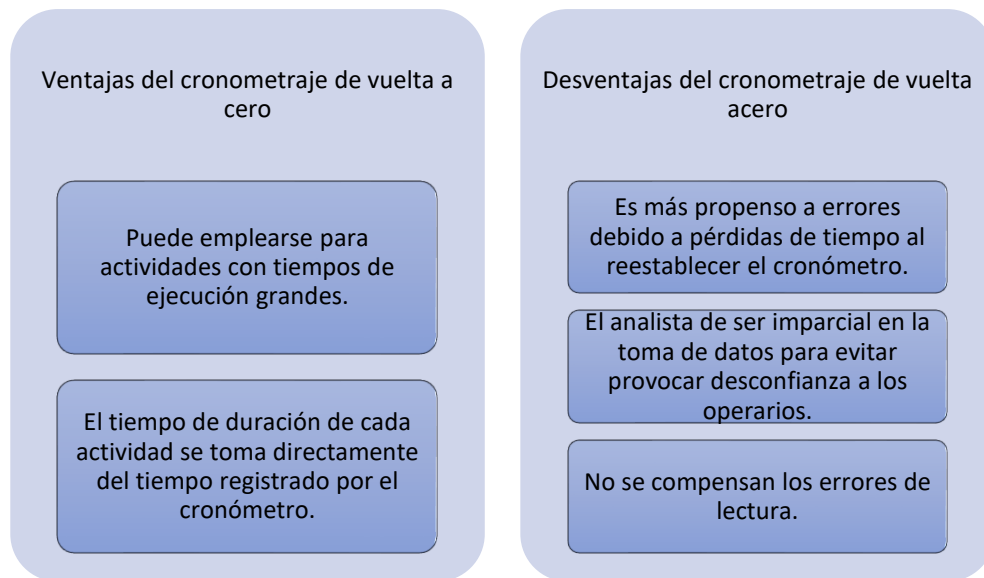 Ventajas del cronometraje de vuelta a
cero
Puede emplearse para
actividades con tiempos de
ejecución grandes.
El tiempo de duración de cada
actividad se toma directamente
del tiempo registrado por el
cronómetro.
Desventajas del cronometraje de vuelta
acero
Es más propenso a errores
debido a pérdidas de tiempo al
reestablecer el cronómetro.
El analista de ser imparcial en la
toma de datos para evitar
provocar desconfianza a los
operarios.
No se compensan los errores de
lectura.